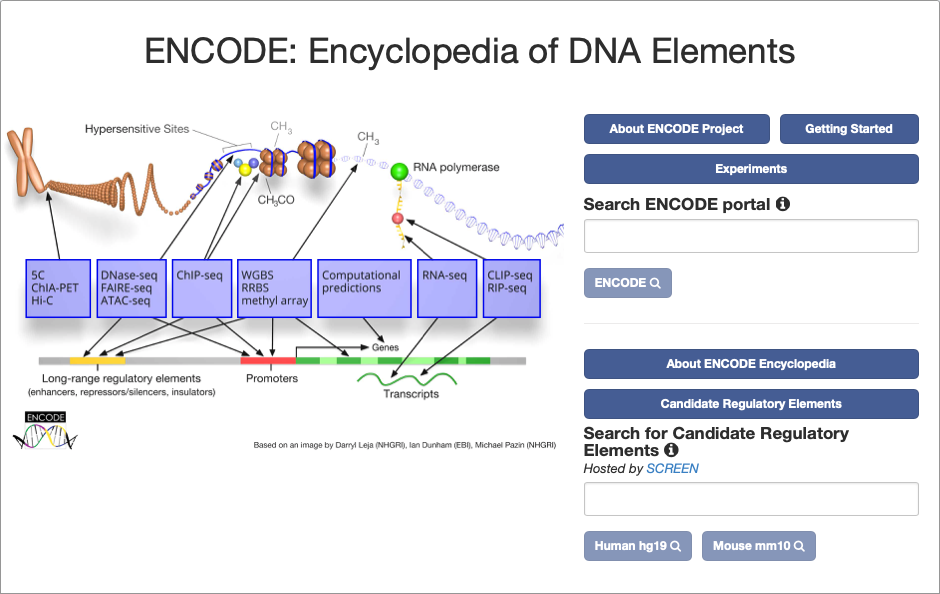 ENCODE: Encyclopedia of DNA Elements
Hypersensitive Sites
CH3
CH3
RNA polymerase
CH3CO
5C
ChIA-PET
Hi-C
DNase-seq
FAIRE-seq
ATAC-seq
ChIP-seq
WGBS
RRBS
methyl array
Computational
predictions
RNA-seq
CLIP-seq
RIP-seq
Genes
Long-range regulatory elements
(enhancers, repressors/silencers, insulators)
Promoters
Transcripts
ENCODE
Based on an image by Darryl Leja (NHGRI), Ian Dunham (EBI), Michael Pazin (NHGRI)
About ENCODE Project
Getting Started
Experiments
Search ENCODE portal
ENCODE
About ENCODE Encyclopedia
Candidate Regulatory Elements
Search for Candidate Regulatory
Elements
Hosted by SCREEN
Human hg19
Mouse mm10